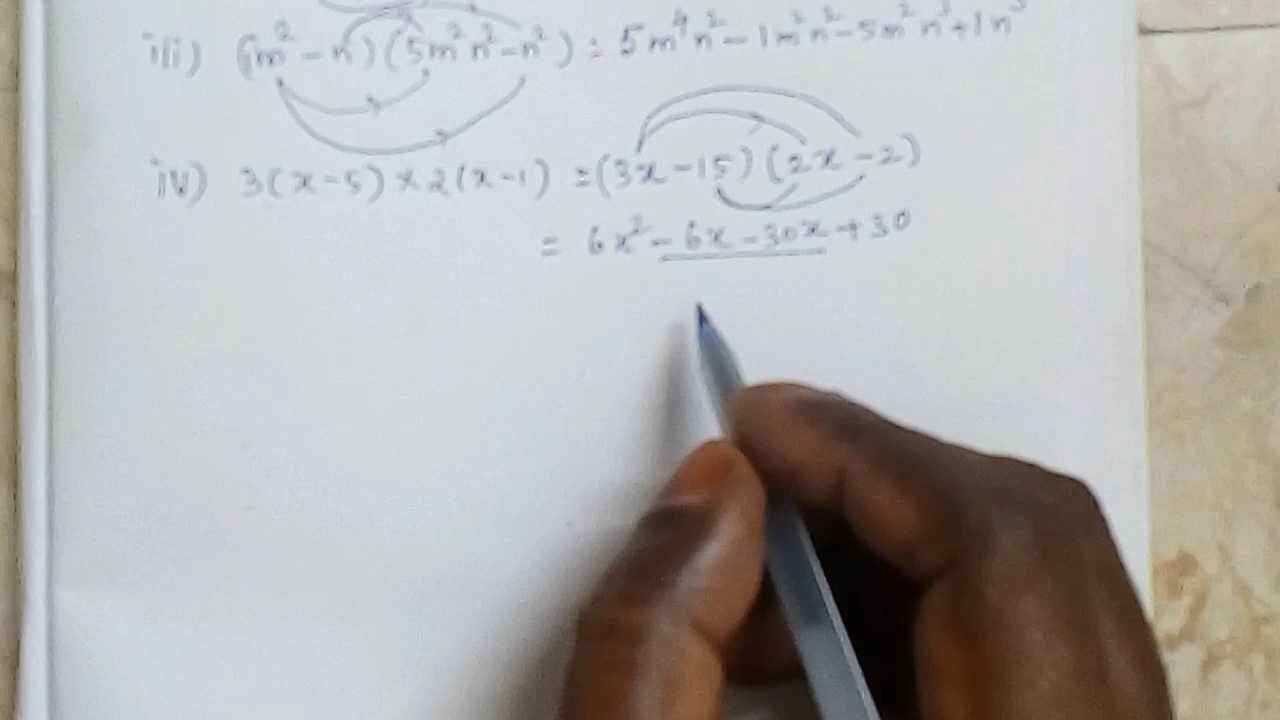 iii) (m² - n)(5m²n² - n²) = 5m⁴n² - 1m²n² - 5m²n³ + 1n³
iv) 3(x-5) × 2(x-1) = (3x-15)(2x-2)
= 6x² - 6x - 30x + 30